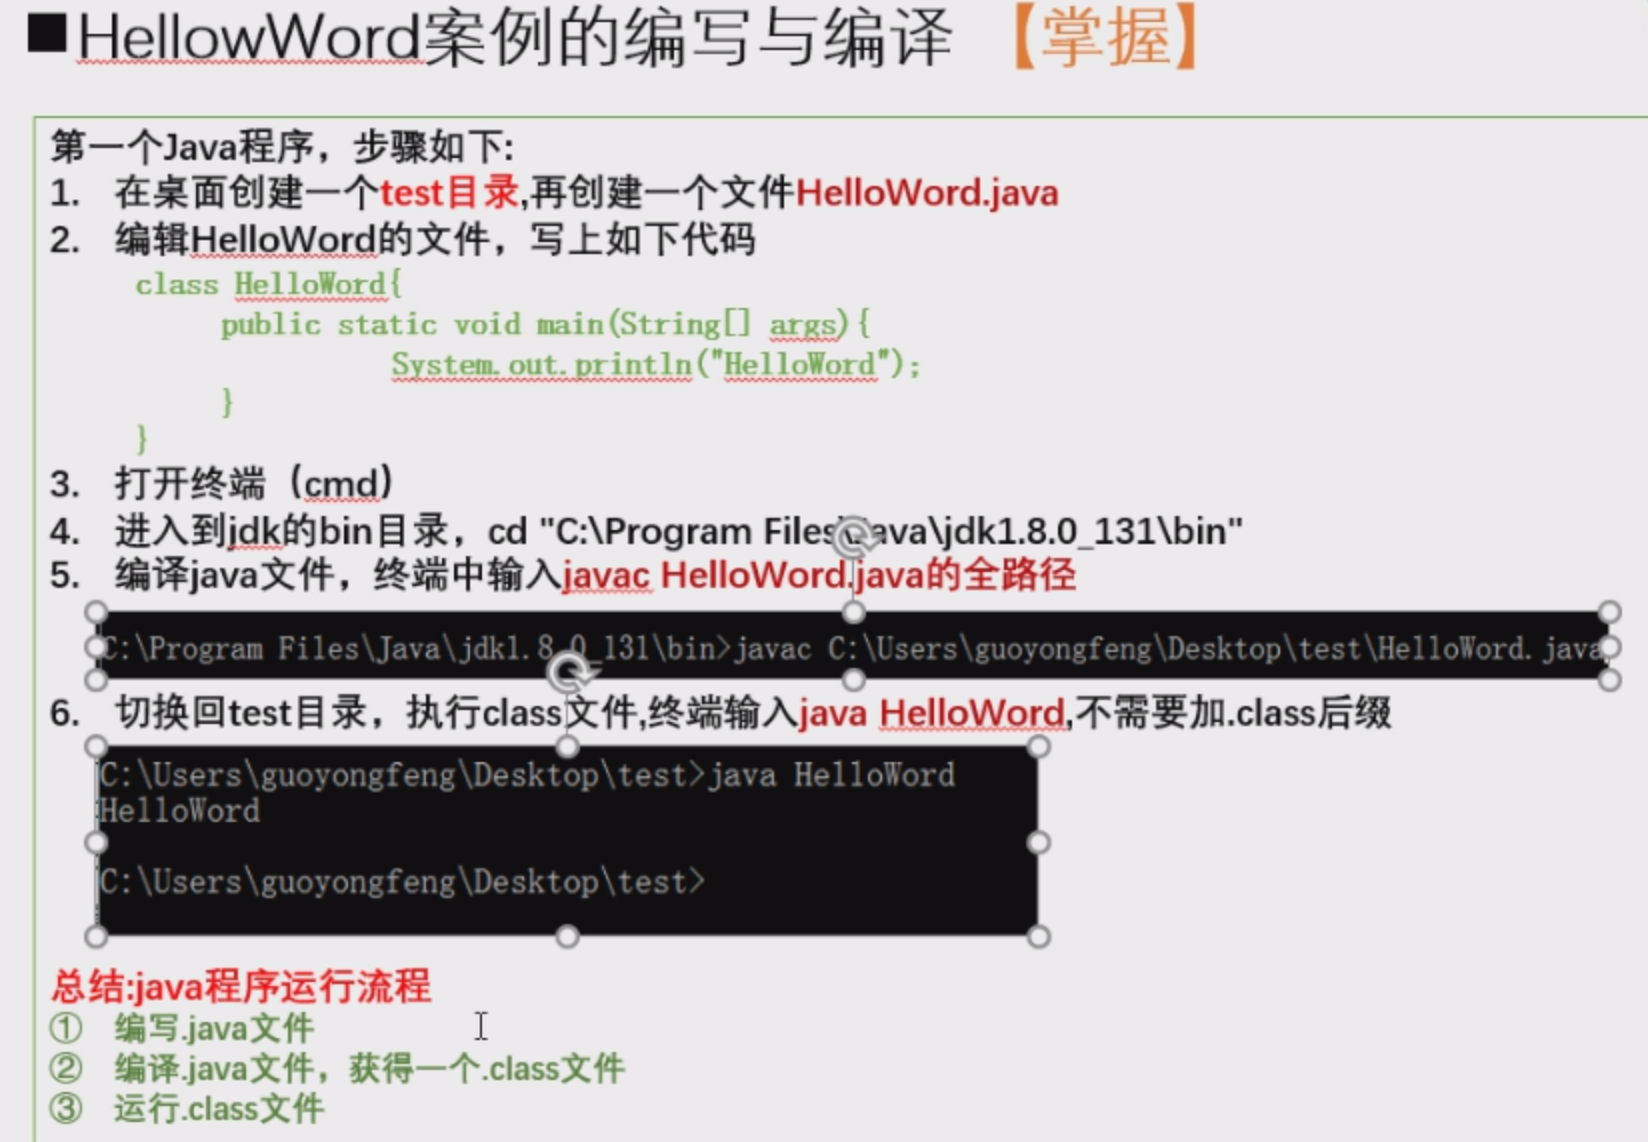 ■HellowWord案例的编写与编译 【掌握】
第一个Java程序，步骤如下:
1. 在桌面创建一个test目录,再创建一个文件HelloWord.java
2. 编辑HelloWord的文件，写上如下代码
class HelloWord{
public static void main(String[] args){
System.out.println("HelloWord");
}
}
3. 打开终端（cmd）
4. 进入到jdk的bin目录，cd "C:\Program Files\Java\jdk1.8.0_131\bin"
5. 编译java文件，终端中输入javac HelloWord.java的全路径
C:\Program Files\Java\jdk1.8.0_131\bin>javac C:\Users\guoyongfeng\Desktop\test\HelloWord.java
6. 切换回test目录，执行class文件,终端输入java HelloWord,不需要加.class后缀
C:\Users\guoyongfeng\Desktop\test>java HelloWord
HelloWord
C:\Users\guoyongfeng\Desktop\test>
总结:java程序运行流程
① 编写.java文件
② 编译.java文件，获得一个.class文件
③ 运行.class文件